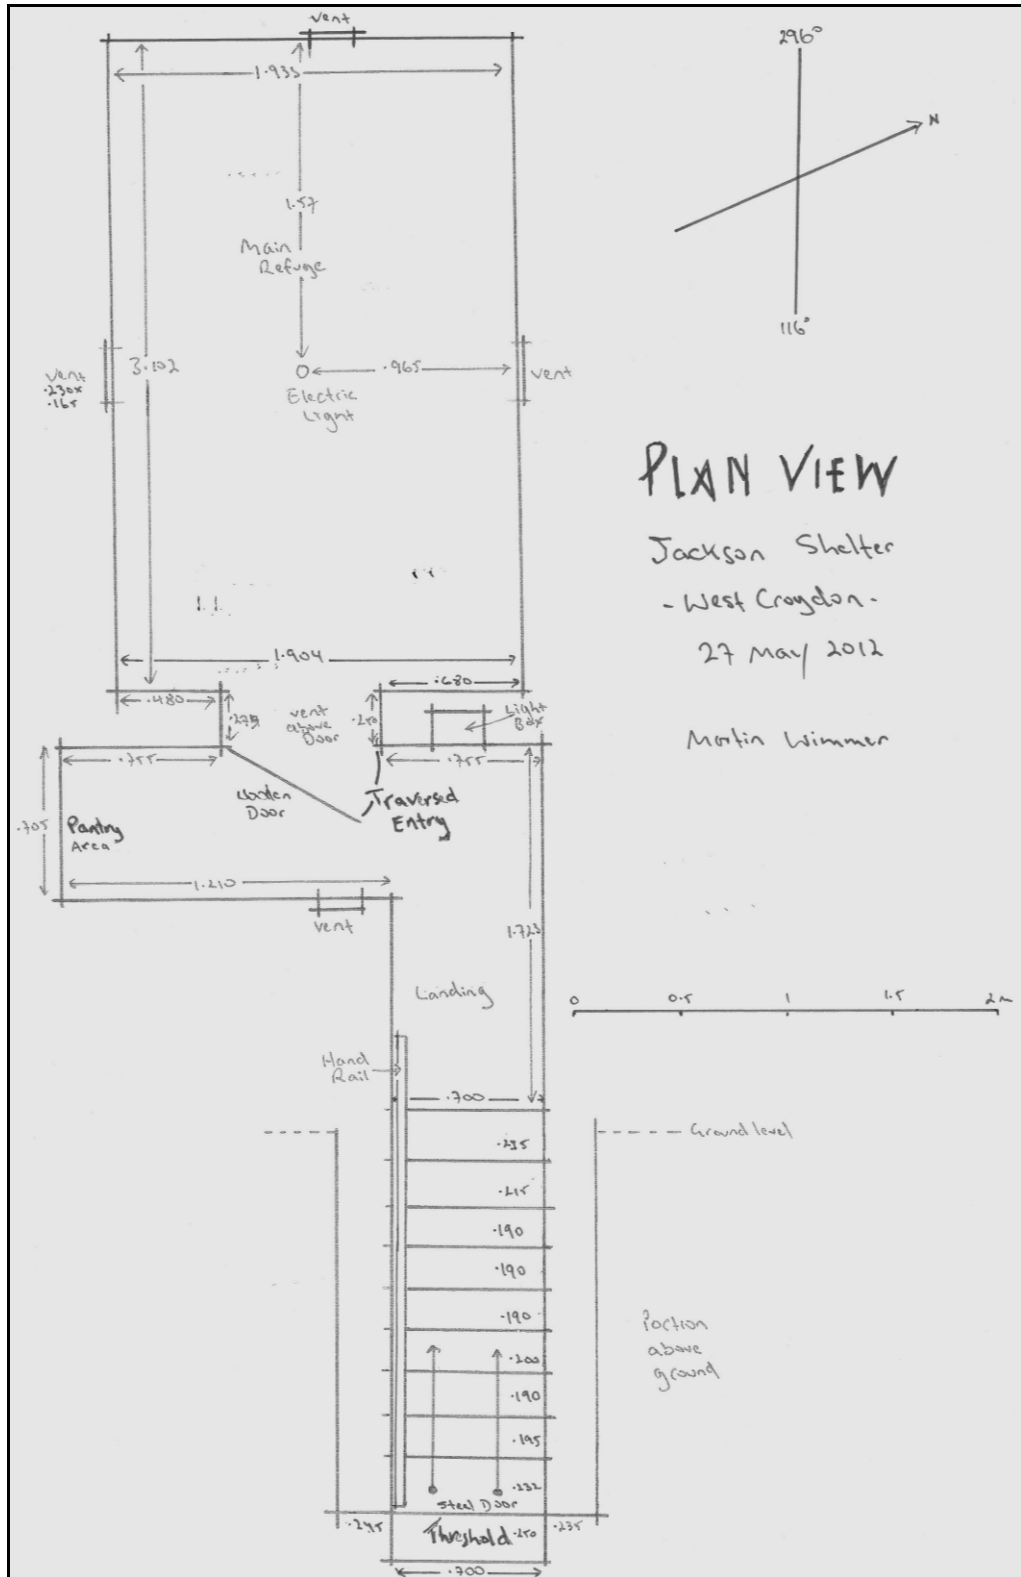 vent
296°
1.933
N
1.57
Main
Refuge
116°
3.102
vent
.230x
.165
.965
vent
Electric
Light
PLAN VIEW
Jackson Shelter
- West Croydon -
27 May 2012
Martin Wimmer
1.904
.680
.480
.275
vent
above
Door
.250
Light
Box
.755
.755
Wooden
Door
Traversed
Entry
.705
Pantry
Area
1.210
vent
1.723
Landing
0 0.5 1 1.5 2m
Hand
Rail
.700
Ground level
.235
.215
.190
.190
.190
.200
.190
.195
.232
Portion
above
ground
Steel Door
.245
Threshold .250
.235
.700